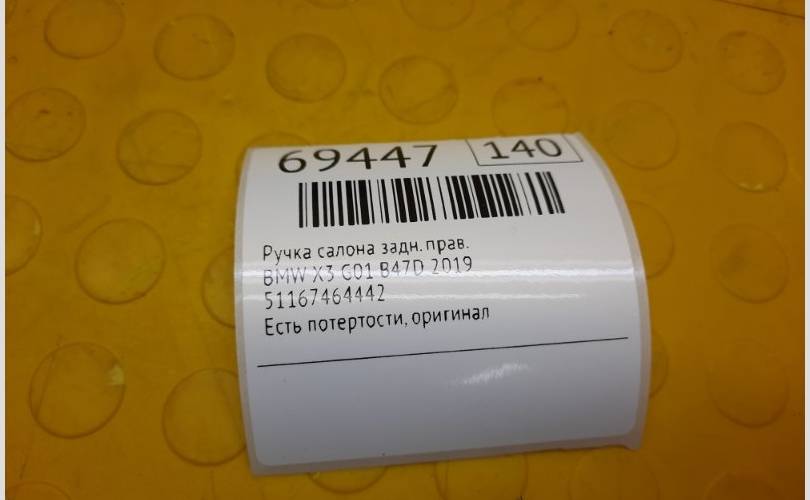 69447 140
Ручка салона задн. прав.
BMW X3 G01 B47D 2019
51167464442
Есть потертости, оригинал